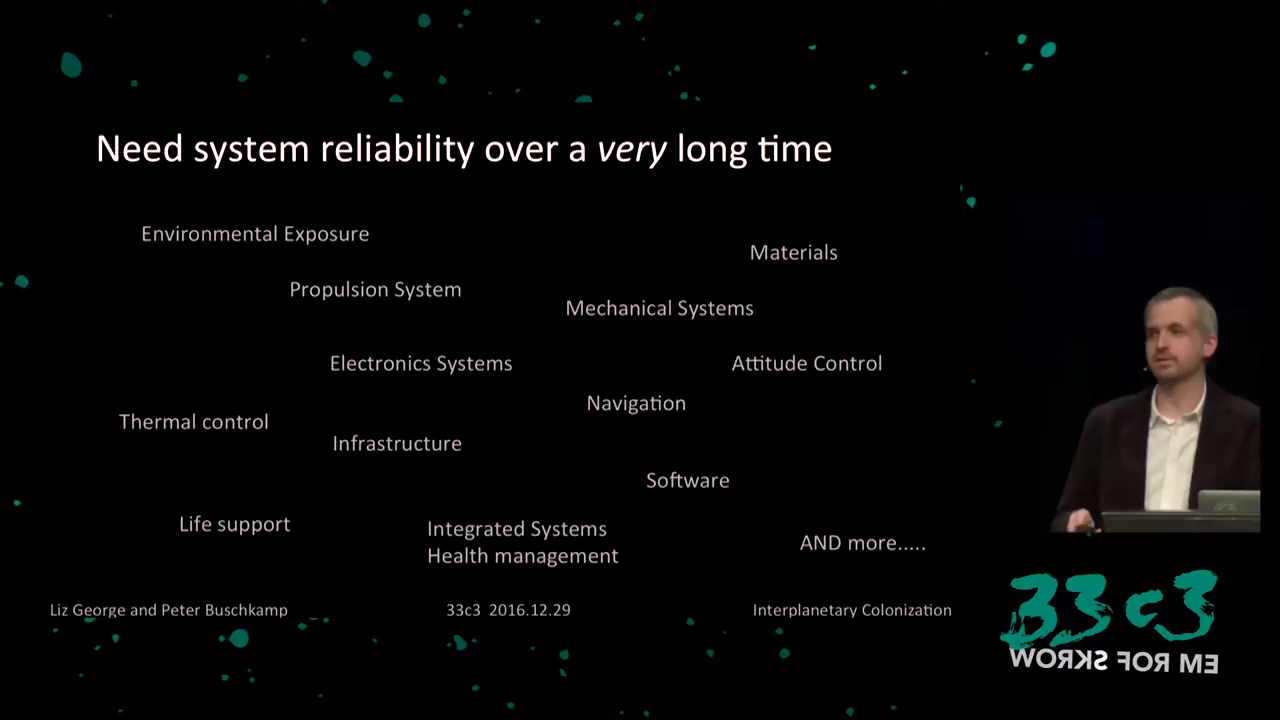 Need system reliability over a very long time
Environmental Exposure
Materials
Propulsion System
Mechanical Systems
Electronics Systems
Attitude Control
Navigation
Thermal control
Infrastructure
Software
Life support
Integrated Systems
Health management
AND more.....
Liz George and Peter Buschkamp
33c3 2016.12.29
Interplanetary Colonization
33c3
WORKS FOR ME